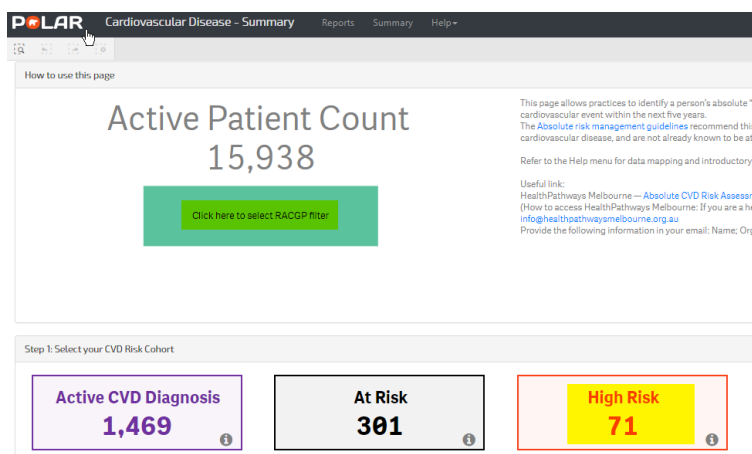 POLAR Cardiovascular Disease - Summary Reports Summary Help
How to use this page
Active Patient Count
15,938
Click here to select RACGP filter
This page allows practices to identify a person's absolute "
cardiovascular event within the next five years.
The Absolute risk management guidelines recommend thi
cardiovascular disease, and are not already known to be at
Refer to the Help menu for data mapping and introductory
Useful link:
HealthPathways Melbourne — Absolute CVD Risk Assessm
(How to access HealthPathways Melbourne: If you are a he
info@healthpathwaysmelbourne.org.au
Provide the following information in your email: Name; Org
Step 1: Select your CVD Risk Cohort
Active CVD Diagnosis
1,469
At Risk
301
High Risk
71